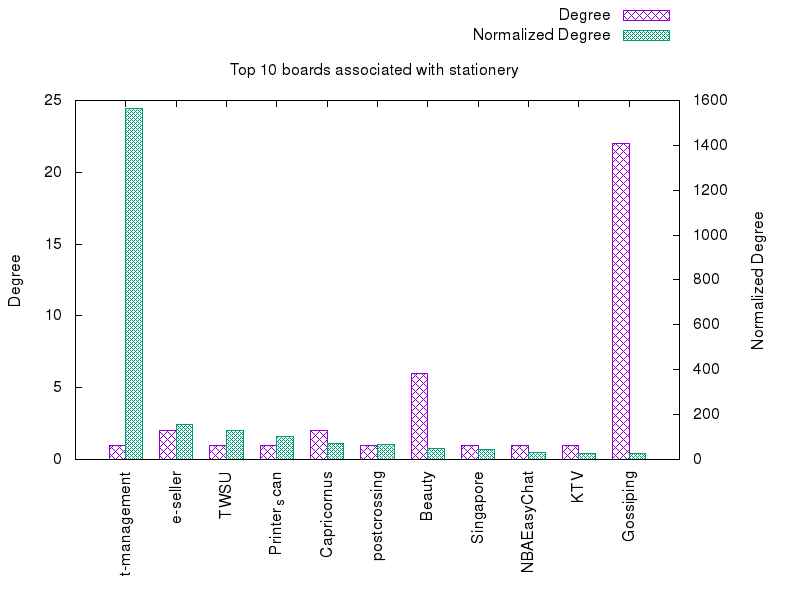 Degree
Normalized Degree
Top 10 boards associated with stationery
25
20
15
10
5
0
Degree
1600
1400
1200
1000
800
600
400
200
0
Normalized Degree
t-management
e-seller
TWSU
Printerscan
Capricornus
postcrossing
Beauty
Singapore
NBAEasyChat
KTV
Gossiping